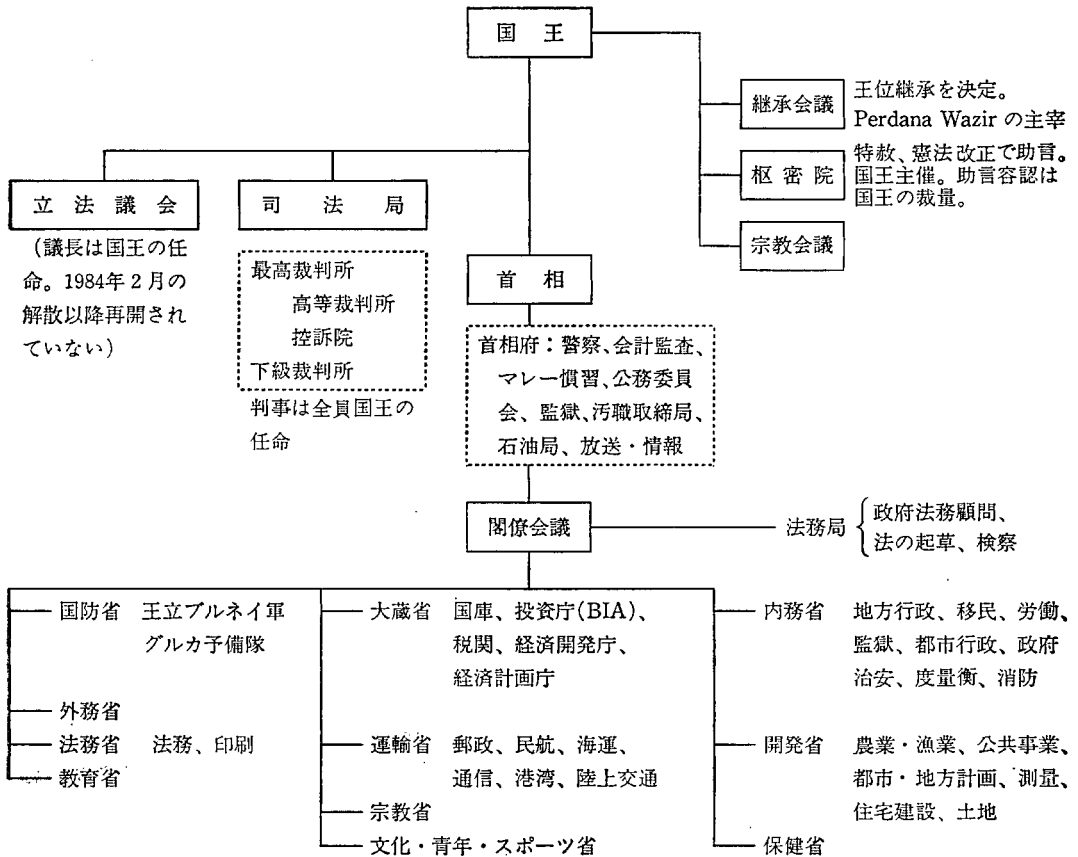 国王
継承会議
王位継承を決定。
Perdana Wazir の主宰
枢密院
特赦、憲法改正で助言。
国王主催。助言容認は
国王の裁量。
宗教会議
立法議会
（議長は国王の任
命。1984年2月の
解散以降再開され
ていない）
司法局
最高裁判所
高等裁判所
控訴院
下級裁判所
判事は全員国王の
任命
首相
首相府：警察、会計監査、
マレー慣習、公務委員
会、監獄、汚職取締局、
石油局、放送・情報
閣僚会議
法務局
政府法務顧問、
法の起草、検察
国防省 王立ブルネイ軍
グルカ予備隊
外務省
法務省 法務、印刷
教育省
大蔵省 国庫、投資庁(BIA)、
税関、経済開発庁、
経済計画庁
運輸省 郵政、民航、海運、
通信、港湾、陸上交通
宗教省
文化・青年・スポーツ省
内務省 地方行政、移民、労働、
監獄、都市行政、政府
治安、度量衡、消防
開発省 農業・漁業、公共事業、
都市・地方計画、測量、
住宅建設、土地
保健省